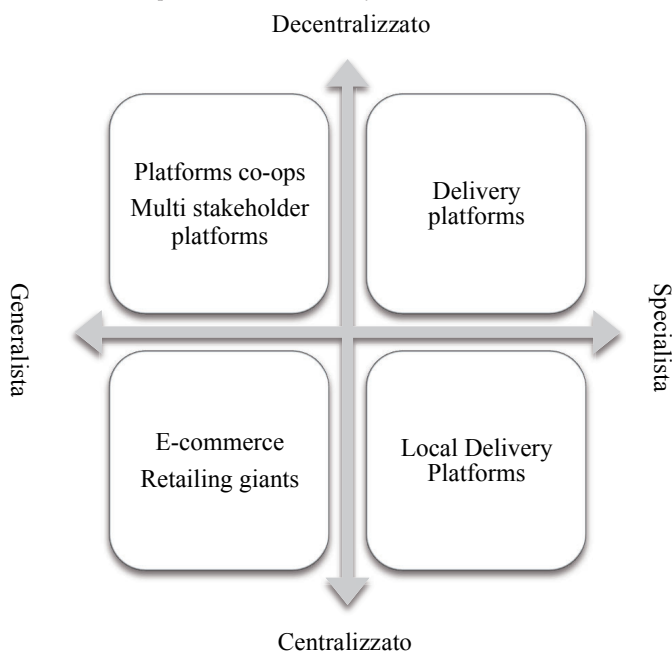 Decentralizzato
Platforms co-ops
Multi stakeholder
platforms
Delivery
platforms
Generalista
Specialista
E-commerce
Retailing giants
Local Delivery
Platforms
Centralizzato